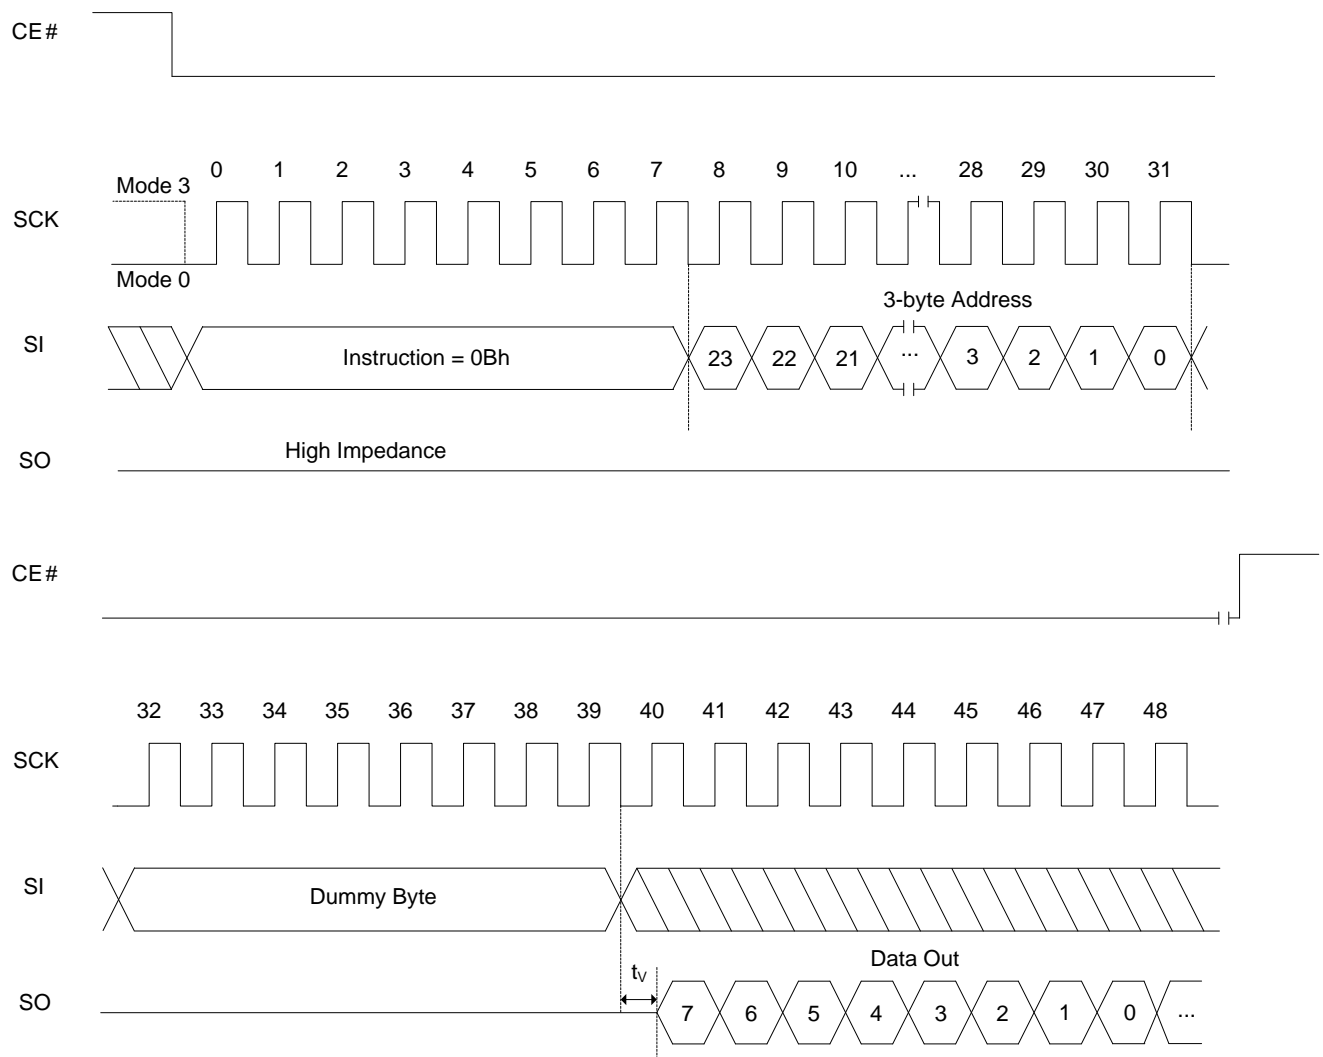 CE#
0 1 2 3 4 5 6 7 8 9 10 ... 28 29 30 31
Mode 3
SCK
Mode 0
3-byte Address
SI
Instruction = 0Bh 23 22 21 ... 3 2 1 0
High Impedance
SO
CE#
32 33 34 35 36 37 38 39 40 41 42 43 44 45 46 47 48
SCK
SI
Dummy Byte
Data Out
tV
SO
7 6 5 4 3 2 1 0 ...